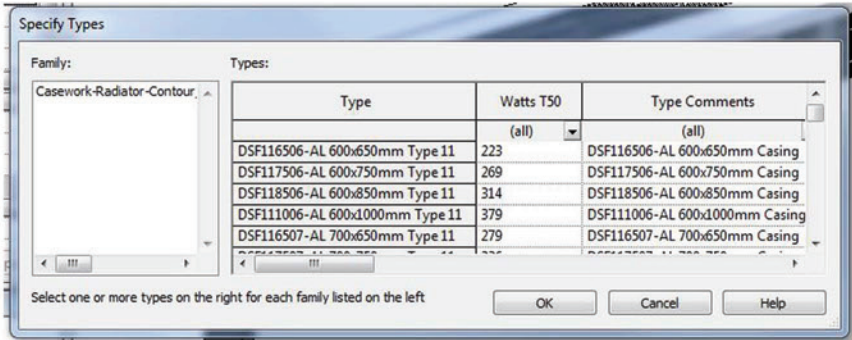 Specify Types
Family: Types:
Casework-Radiator-Contour
Type Watts T50 Type Comments
(all) (all)
DSF116506-AL 600x650mm Type 11 223 DSF116506-AL 600x650mm Casing
DSF117506-AL 600x750mm Type 11 269 DSF117506-AL 600x750mm Casing
DSF118506-AL 600x850mm Type 11 314 DSF118506-AL 600x850mm Casing
DSF111006-AL 600x1000mm Type 11 379 DSF111006-AL 600x1000mm Casing
DSF116507-AL 700x650mm Type 11 279 DSF116507-AL 700x650mm Casing
Select one or more types on the right for each family listed on the left OK Cancel Help